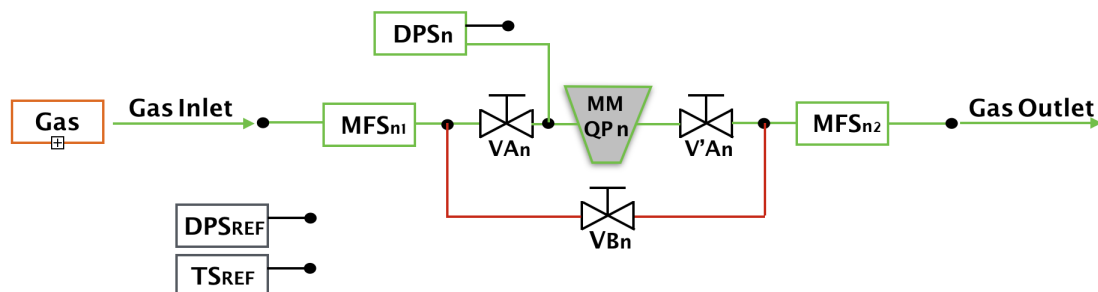 DPSn
Gas
Gas Inlet
MFSn1
VAn
MM
QP n
V'An
MFSn2
Gas Outlet
VBn
DPSREF
TSREF